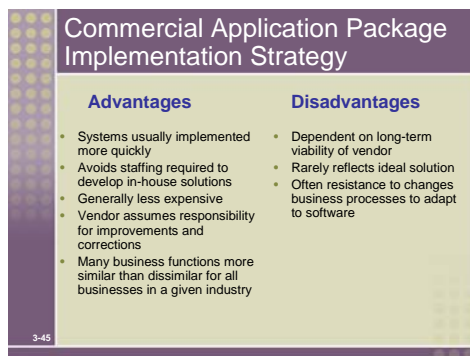 Commercial Application Package
Implementation Strategy
Advantages
• Systems usually implemented
more quickly
• Avoids staffing required to
develop in-house solutions
• Generally less expensive
• Vendor assumes responsibility
for improvements and
corrections
• Many business functions more
similar than dissimilar for all
businesses in a given industry
Disadvantages
• Dependent on long-term
viability of vendor
• Rarely reflects ideal solution
• Often resistance to changes
business processes to adapt
to software
3-45